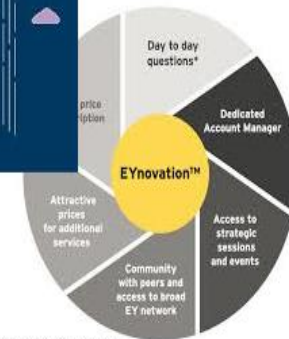 Day to day
questions*
price
Dedicated
Account Manager
EYnovation™
Attractive
prices
for additional
services
Access to
strategic
sessions
and events
Community
with peers and
access to broad
EY network